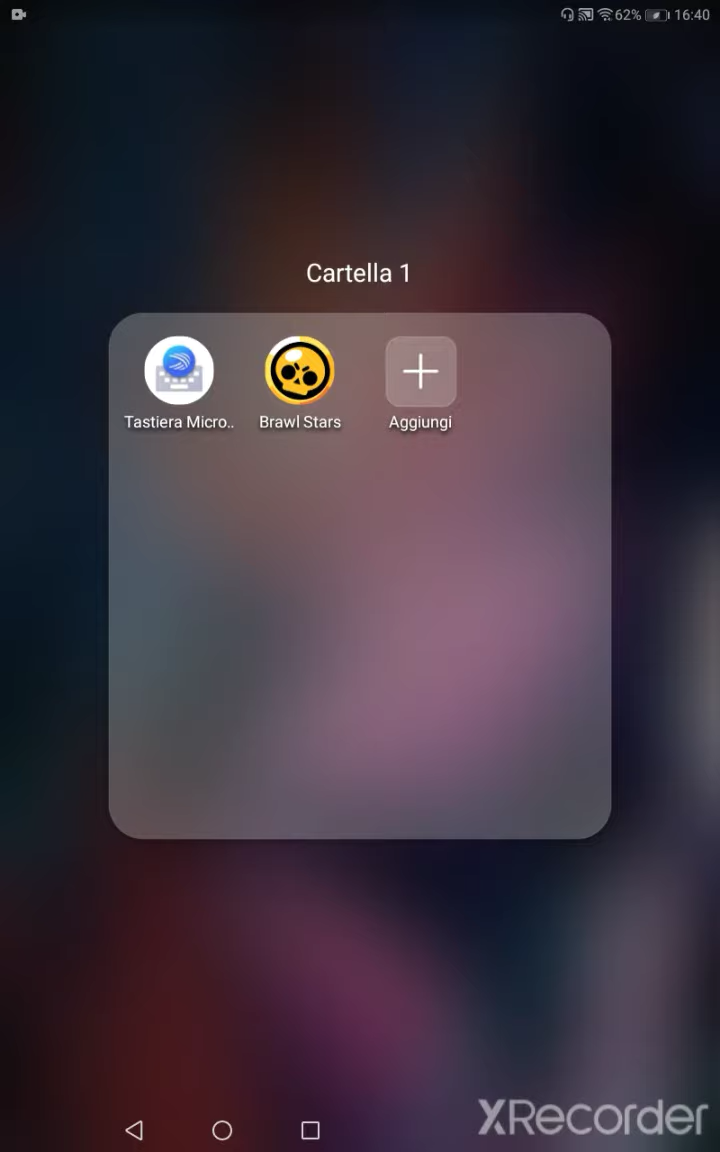 62% 16:40
Cartella 1
Tastiera Micro..
Brawl Stars
Aggiungi
XRecorder